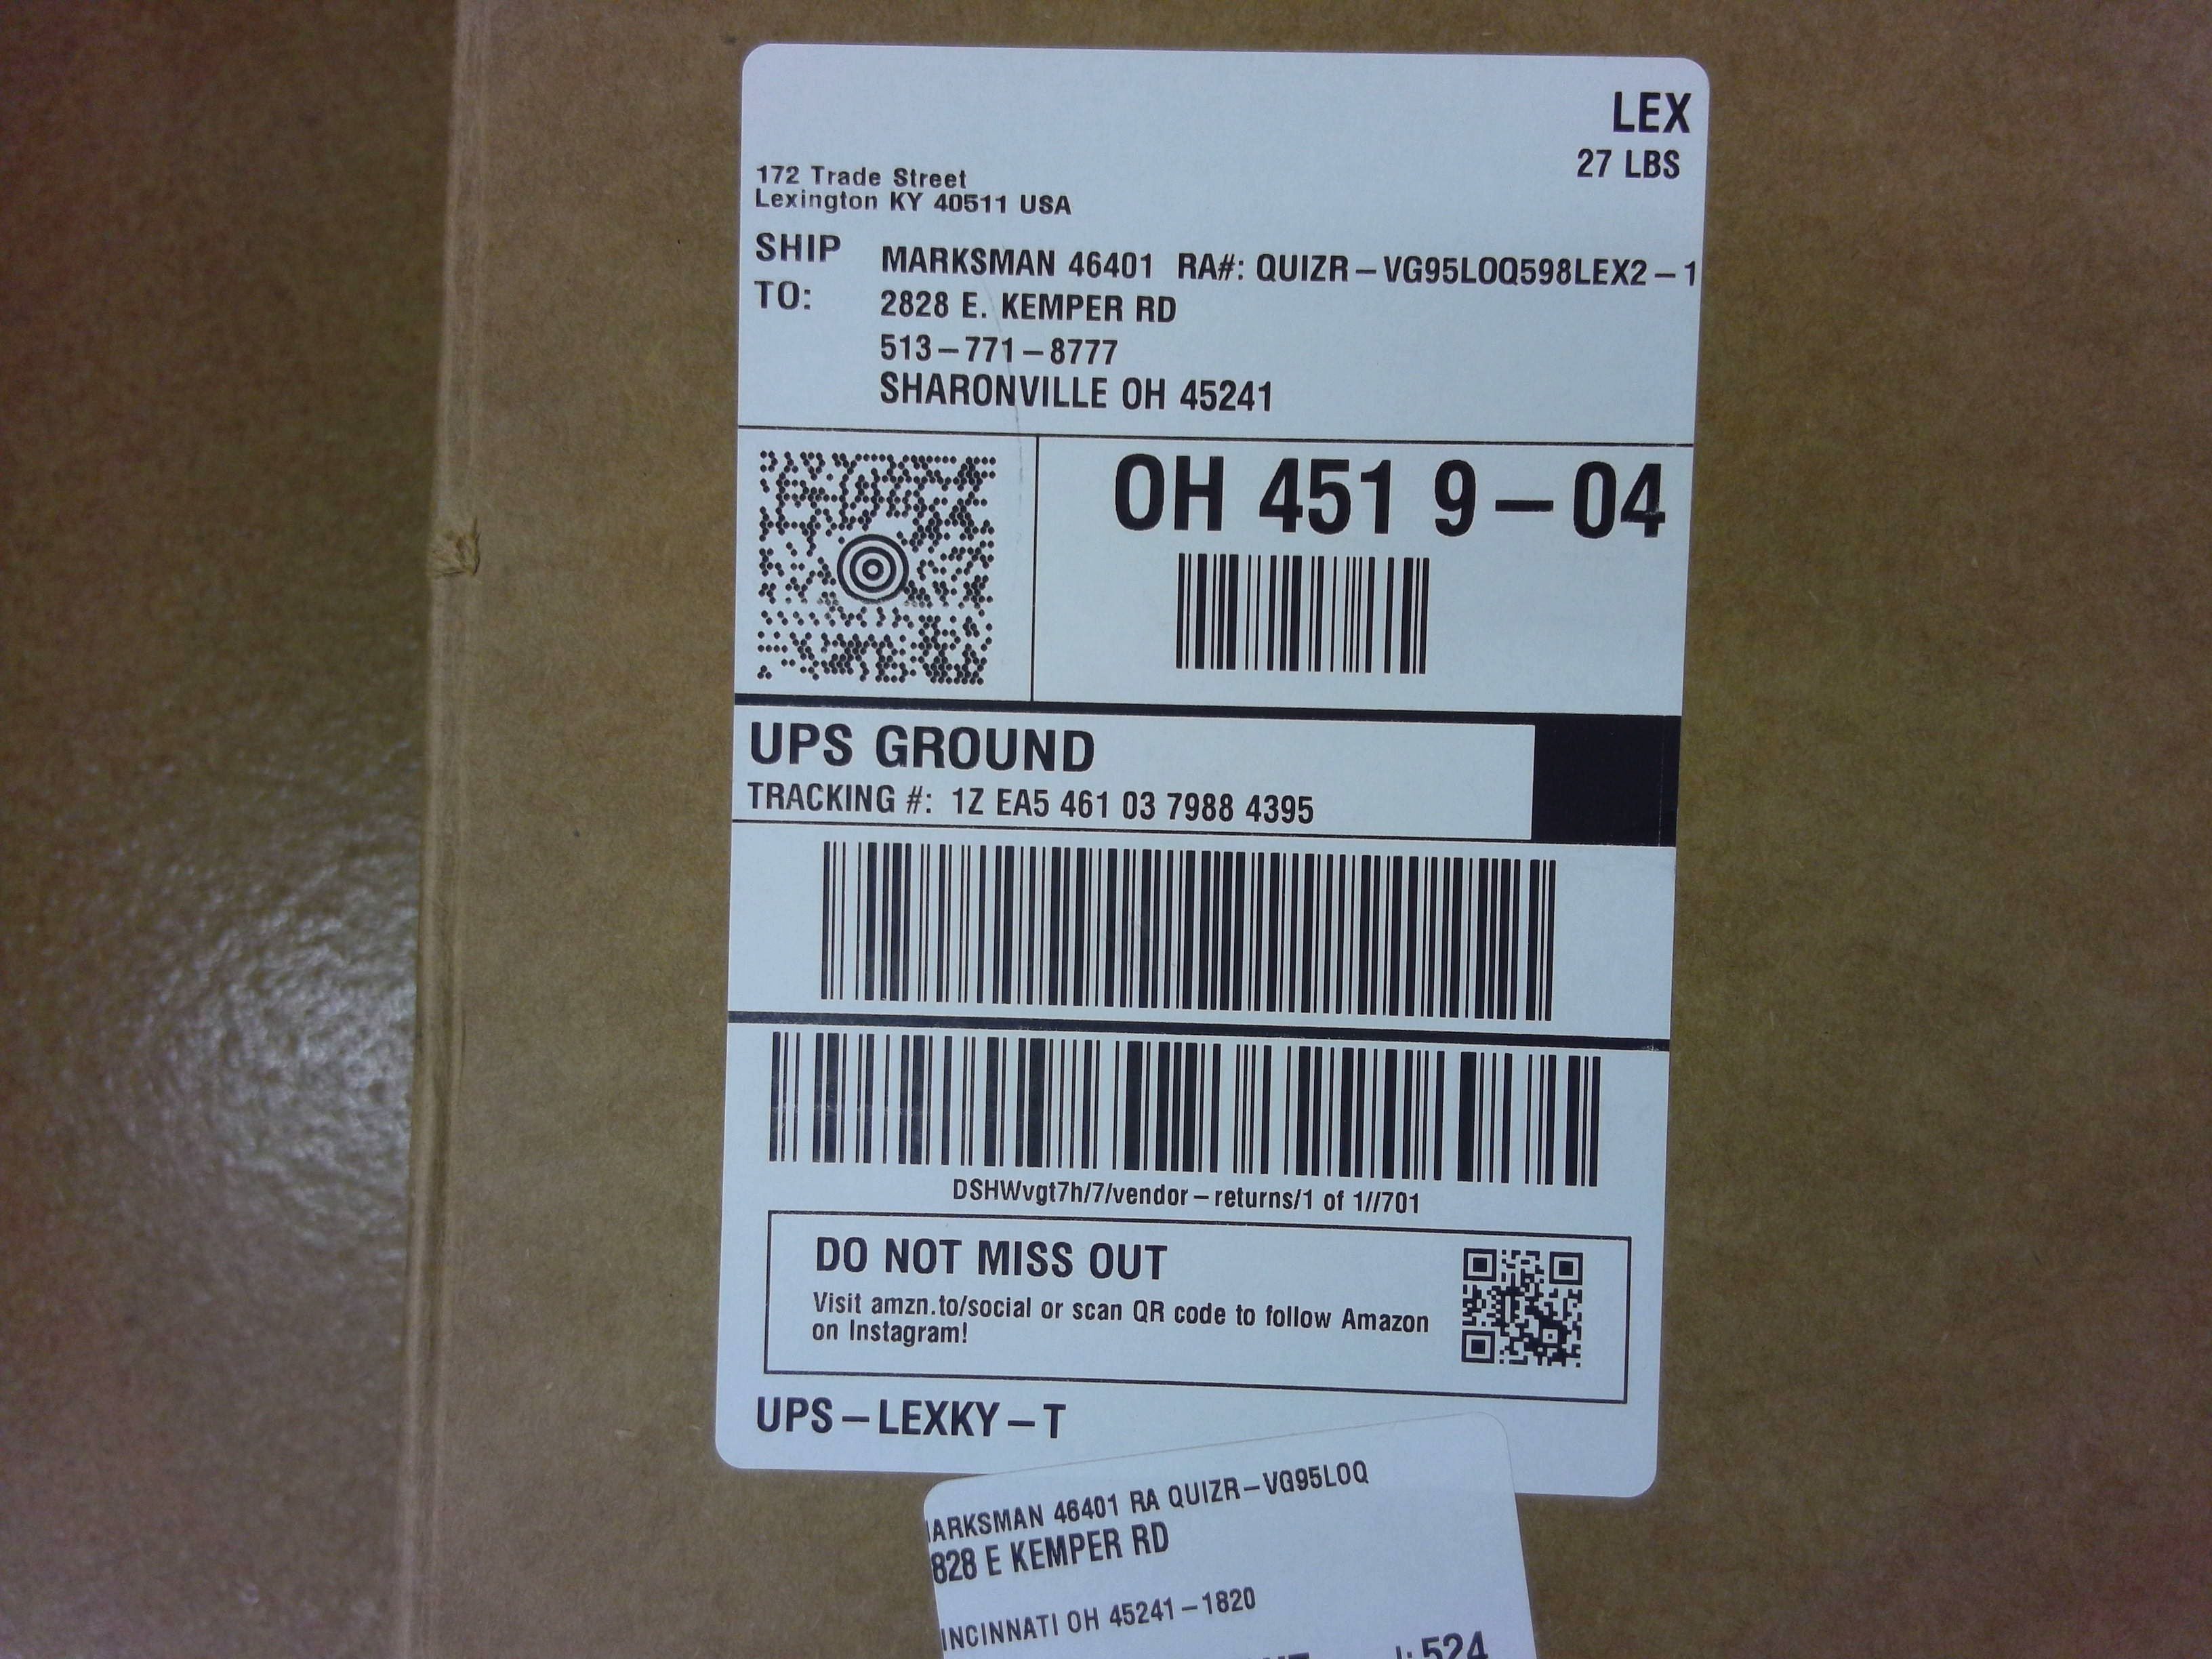 LEX
27 LBS
172 Trade Street
Lexington KY 40511 USA
SHIP TO:
MARKSMAN 46401 RA#: QUIZR-VG95LOQ598LEX2-1
2828 E. KEMPER RD
513-771-8777
SHARONVILLE OH 45241
OH 451 9-04
UPS GROUND
TRACKING #: 1Z EA5 461 03 7988 4395
DSHWvgt7h/7/vendor-returns/1 of 1//701
DO NOT MISS OUT
Visit amzn.to/social or scan QR code to follow Amazon
on Instagram!
UPS-LEXKY-T
ARKSMAN 46401 RA QUIZR-VG95LOQ
828 E KEMPER RD
INCINNATI OH 45241-1820
524